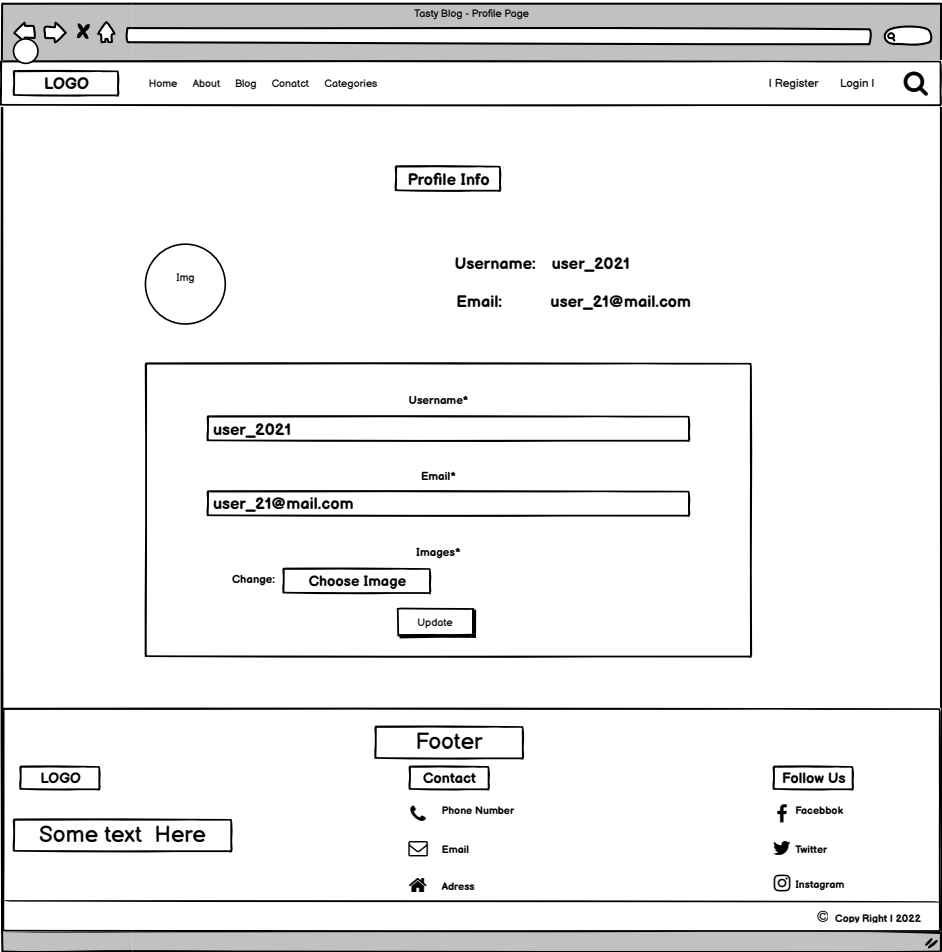 Tasty Blog - Profile Page
LOGO Home About Blog Conatct Categories | Register Login |
Profile Info
Img
Username: user_2021
Email: user_21@mail.com
Username*
user_2021
Email*
user_21@mail.com
Images*
Change: Choose Image
Update
Footer
LOGO Contact Follow Us
Phone Number Facebbok
Some text Here
Email Twitter
Adress Instagram
© Copy Right | 2022